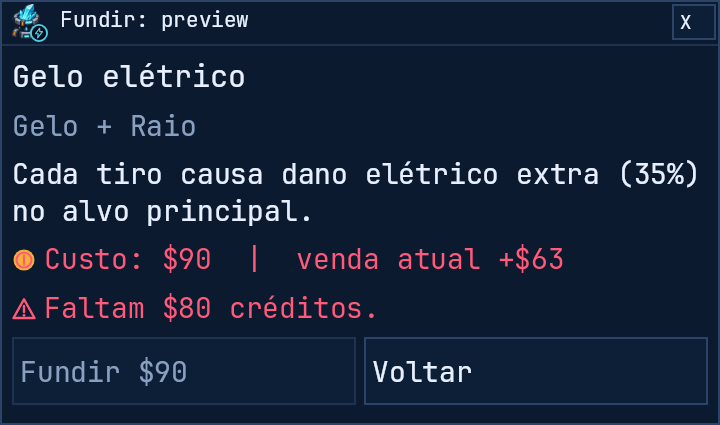 Fundir: preview
X
Gelo elétrico
Gelo + Raio
Cada tiro causa dano elétrico extra (35%)
no alvo principal.
Custo: $90 | venda atual +$63
Faltam $80 créditos.
Fundir $90
Voltar